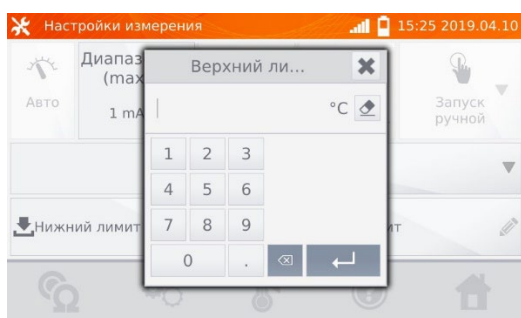 Настройки измерения 15:25 2019.04.10
Верхний ли...
Диапаз
(max
1 mA
Авто
Запуск
ручной
°C
1 2 3
4 5 6
7 8 9
0 .
Нижний лимит
ит